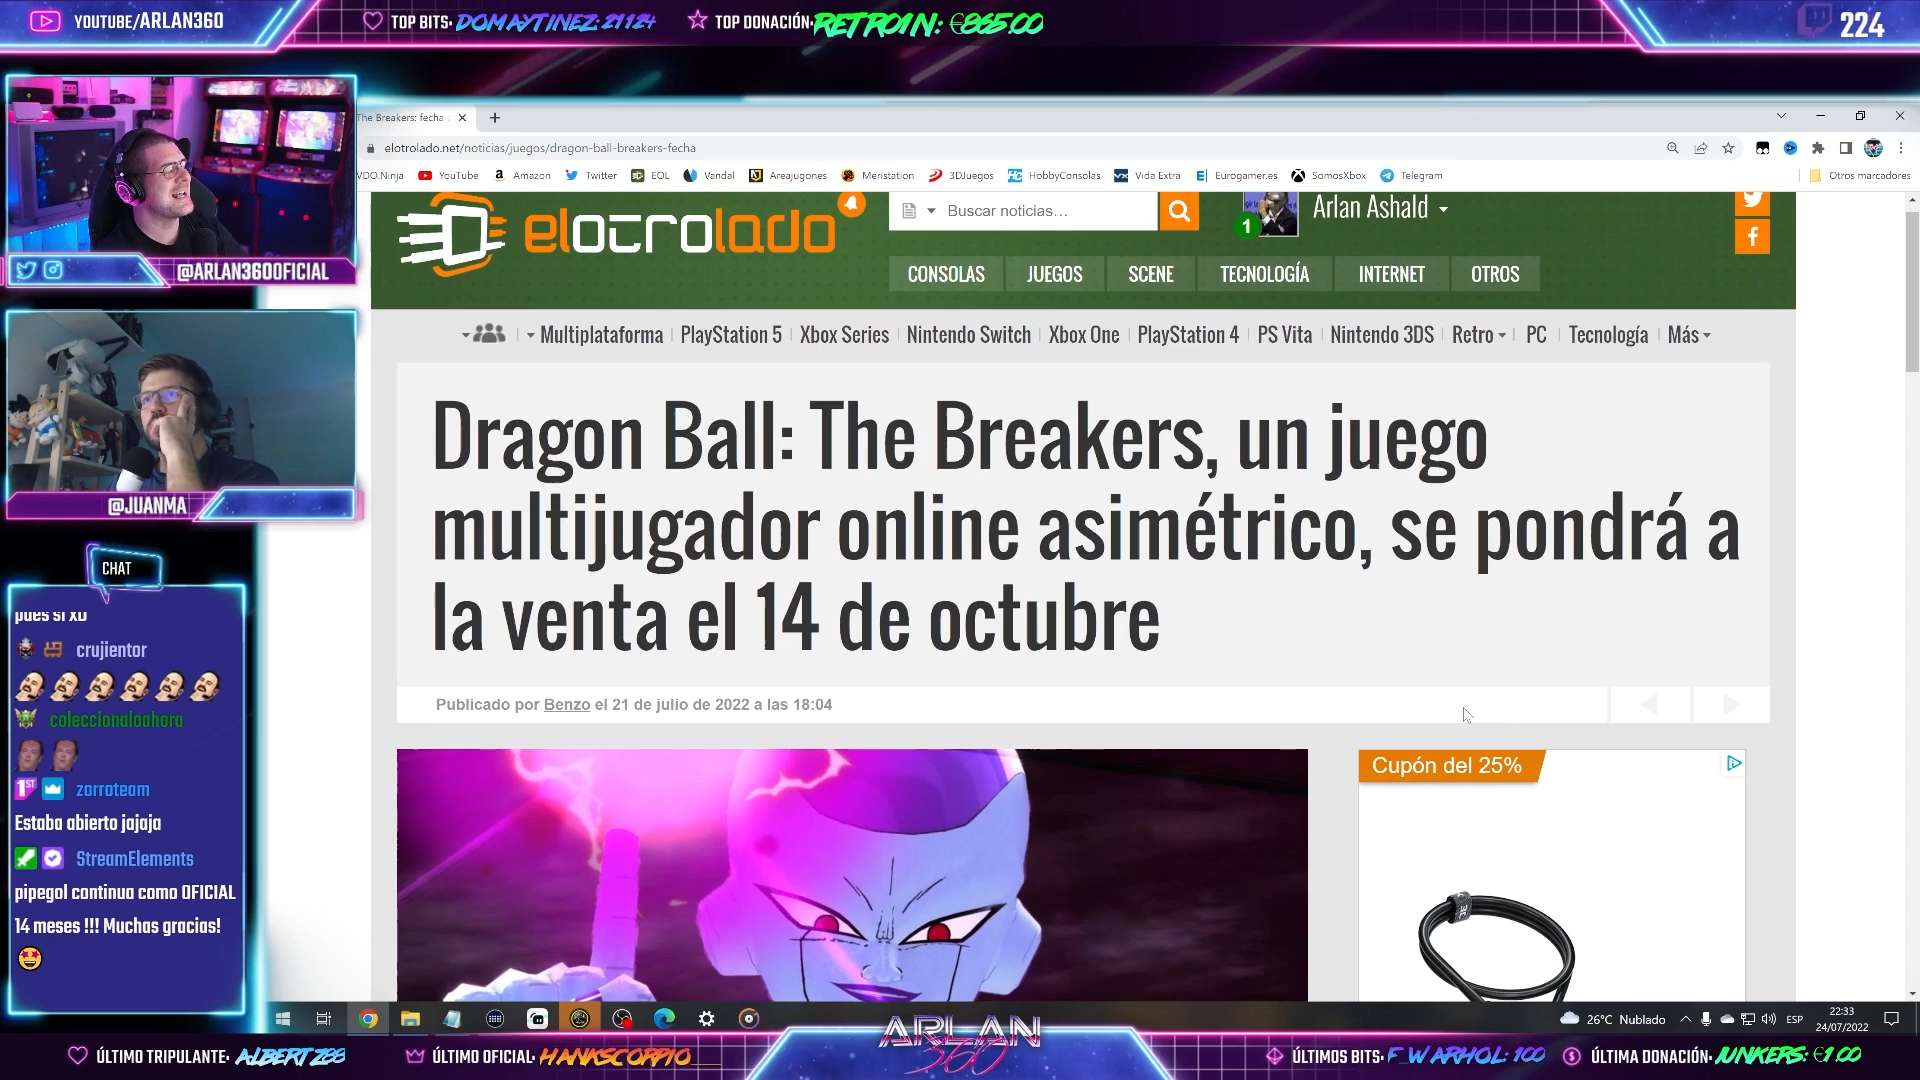 YOUTUBE/ARLAN360
TOP BITS: DOMAYTINEZ: 21124
TOP DONACIÓN: RETRO1N: €865.00
224
The Breakers: fecha
elotrolado.net/noticias/juegos/dragon-ball-breakers-fecha
VDO.Ninja YouTube Amazon Twitter EOL Vandal Areajugones Meristation 3DJuegos HobbyConsolas Vida Extra Eurogamer.es SomosXbox Telegram Otros marcadores
elotrolado
Buscar noticias...
1
Arlan Ashald
CONSOLAS JUEGOS SCENE TECNOLOGÍA INTERNET OTROS
Multiplataforma PlayStation 5 Xbox Series Nintendo Switch Xbox One PlayStation 4 PS Vita Nintendo 3DS Retro PC Tecnología Más
Dragon Ball: The Breakers, un juego
multijugador online asimétrico, se pondrá a
la venta el 14 de octubre
Publicado por Benzo el 21 de julio de 2022 a las 18:04
Cupón del 25%
@ARLAN360OFICIAL
@JUANMA
CHAT
pues si xD
crujientor
coleccionaloahora
1ST zorroteam
Estaba abierto jajaja
StreamElements
pipegol continua como OFICIAL
14 meses !!! Muchas gracias!
26°C Nublado
ESP
22:33
24/07/2022
ÚLTIMO TRIPULANTE: ALBERTZ88
ÚLTIMO OFICIAL: HANKSCORPIO__
ARLAN
360
ÚLTIMOS BITS: F_WARHOL: 100
ÚLTIMA DONACIÓN: JUNKERS: €1.00